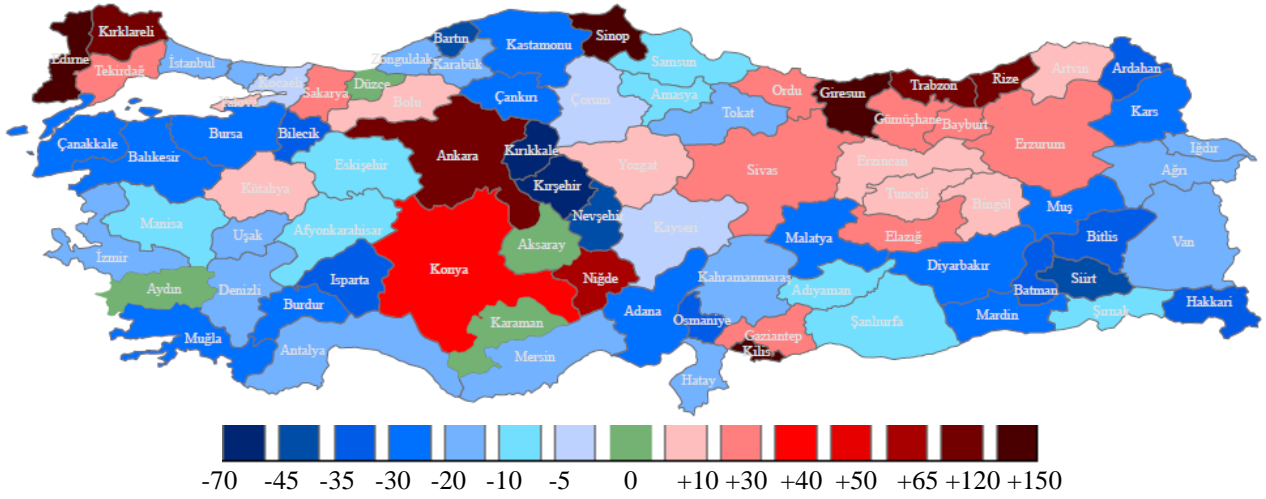 Edirne
Kırklareli
Tekirdağ
İstanbul
Kocaeli
Yalova
Sakarya
Düzce
Zonguldak
Bartın
Karabük
Bolu
Kastamonu
Sinop
Samsun
Çankırı
Çorum
Amasya
Tokat
Ordu
Giresun
Trabzon
Rize
Artvin
Ardahan
Gümüşhane
Bayburt
Erzurum
Kars
Iğdır
Ağrı
Çanakkale
Balıkesir
Bursa
Bilecik
Eskişehir
Ankara
Kırıkkale
Kırşehir
Yozgat
Sivas
Erzincan
Tunceli
Bingöl
Muş
Kütahya
Manisa
Uşak
Afyonkarahisar
Konya
Aksaray
Nevşehir
Kayseri
Malatya
Elazığ
Bitlis
Van
İzmir
Aydın
Denizli
Isparta
Burdur
Niğde
Karaman
Adana
Kahramanmaraş
Adıyaman
Diyarbakır
Batman
Siirt
Şırnak
Hakkari
Muğla
Antalya
Mersin
Osmaniye
Gaziantep
Kilis
Hatay
Şanlıurfa
Mardin
-70 -45 -35 -30 -20 -10 -5 0 +10 +30 +40 +50 +65 +120 +150